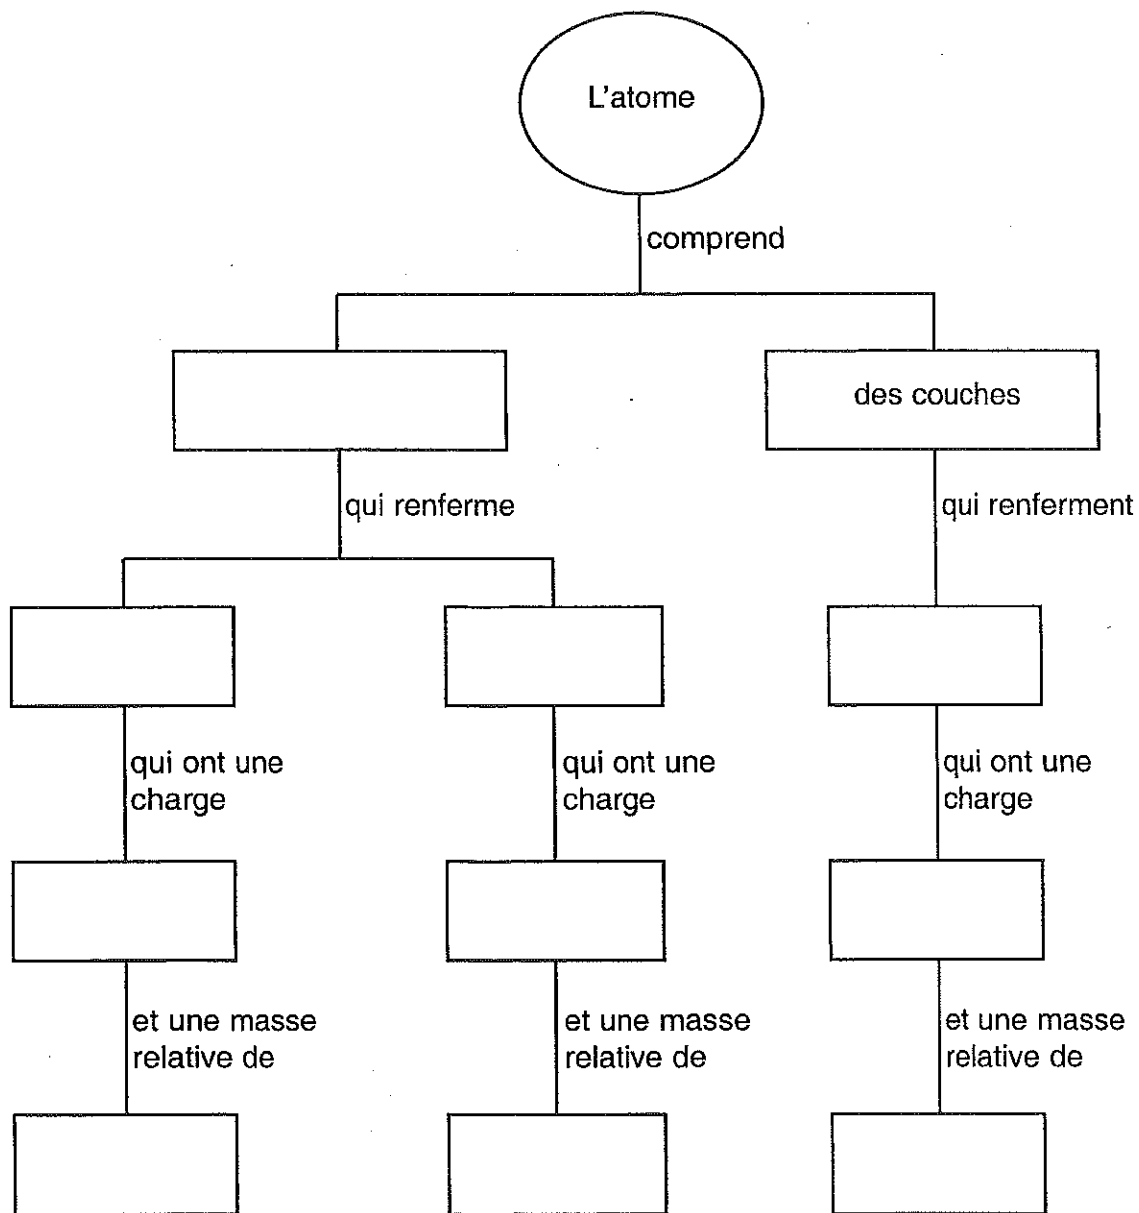 L'atome
comprend
des couches
qui renferme
qui renferment
qui ont une
charge
qui ont une
charge
qui ont une
charge
et une masse
relative de
et une masse
relative de
et une masse
relative de